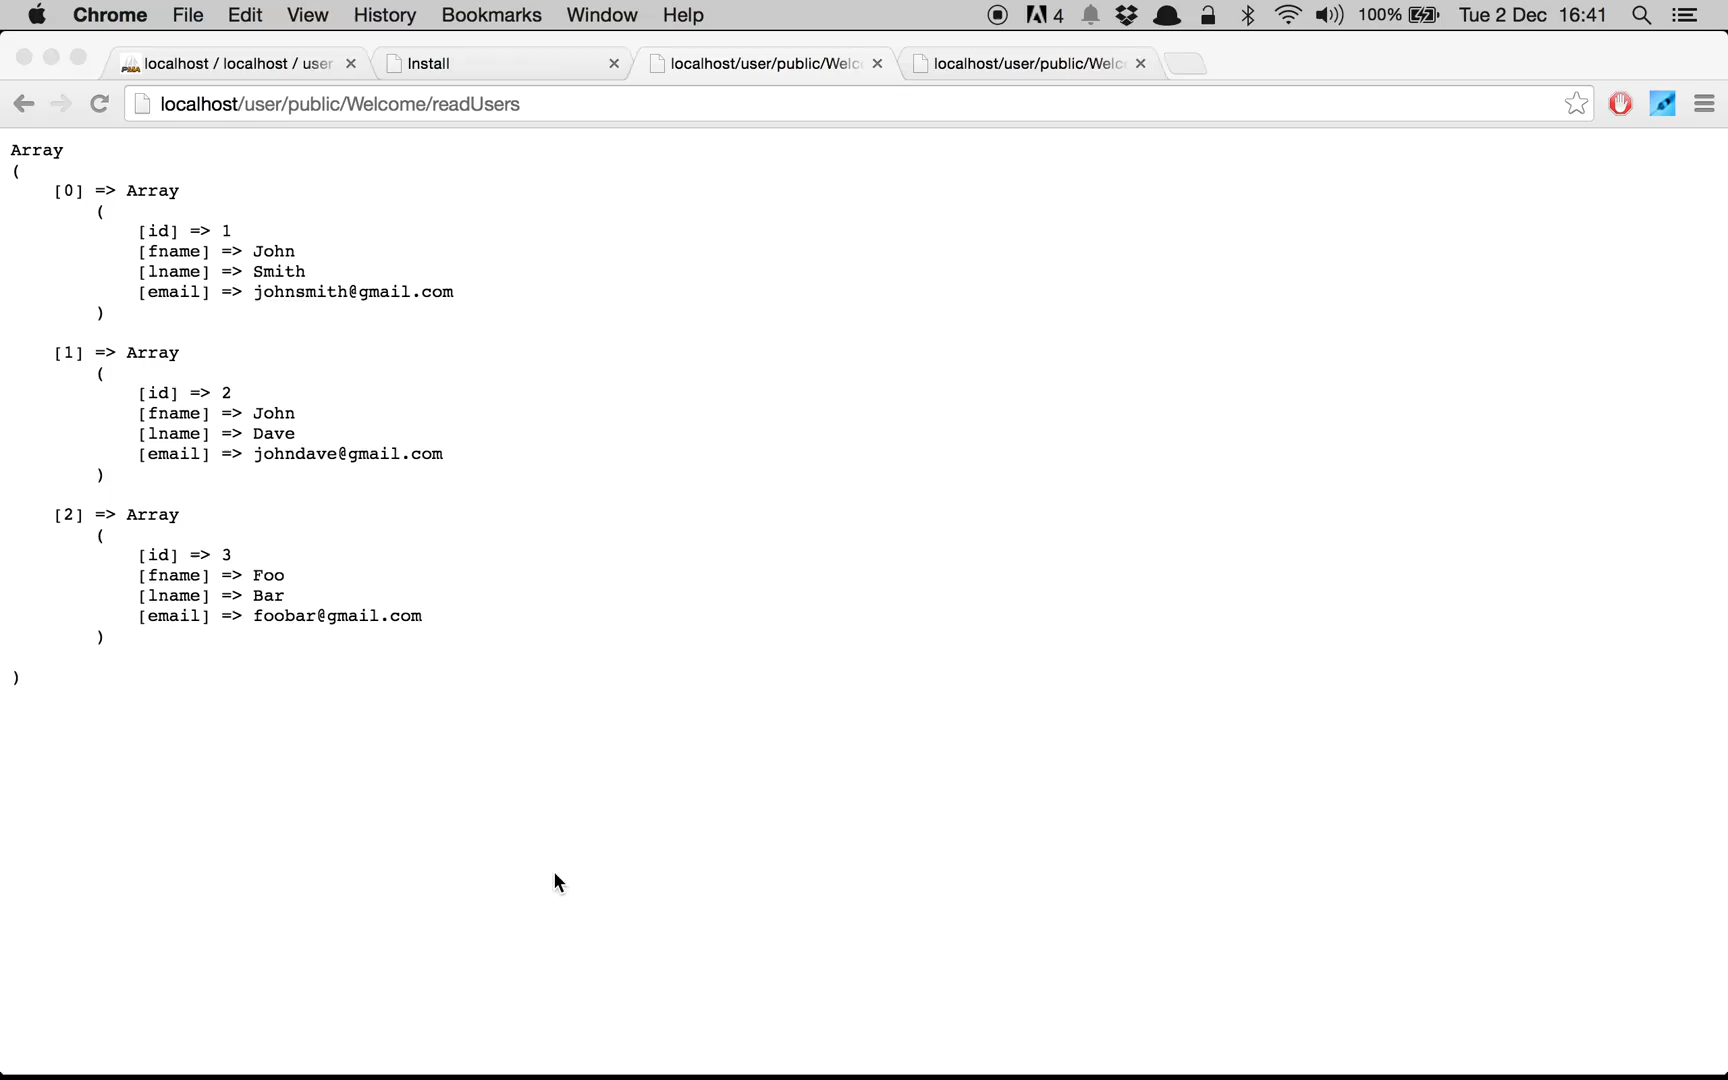 Chrome File Edit View History Bookmarks Window Help 4 100% Tue 2 Dec 16:41
localhost / localhost / user Install localhost/user/public/Welc localhost/user/public/Welc
localhost/user/public/Welcome/readUsers
Array
(
[0] => Array
(
[id] => 1
[fname] => John
[lname] => Smith
[email] => johnsmith@gmail.com
)
[1] => Array
(
[id] => 2
[fname] => John
[lname] => Dave
[email] => johndave@gmail.com
)
[2] => Array
(
[id] => 3
[fname] => Foo
[lname] => Bar
[email] => foobar@gmail.com
)
)